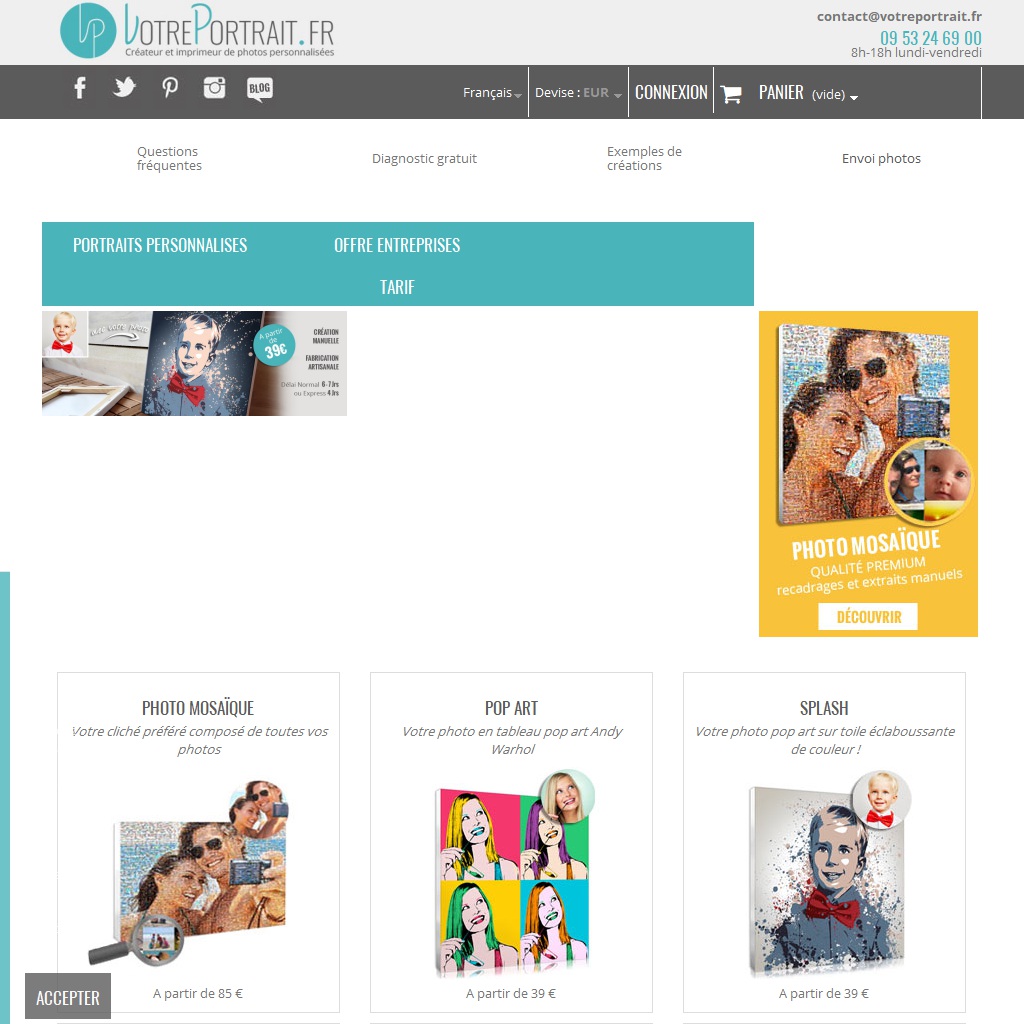 VOTREPORTRAIT.FR
Créateur et imprimeur de photos personnalisées
contact@votreportrait.fr
09 53 24 69 00
8h-18h lundi-vendredi
BLOG
Français
Devise : EUR
CONNEXION
PANIER (vide)
Questions
fréquentes
Diagnostic gratuit
Exemples de
créations
Envoi photos
PORTRAITS PERSONNALISES
OFFRE ENTREPRISES
TARIF
A partir
de
39€
CRÉATION
MANUELLE
FABRICATION
ARTISANALE
Délai Normal 6-7 Jrs
ou Express 4 Jrs
PHOTO MOSAÏQUE
QUALITÉ PREMIUM
recadrages et extraits manuels
DÉCOUVRIR
PHOTO MOSAÏQUE
Votre cliché préféré composé de toutes vos
photos
A partir de 85 €
POP ART
Votre photo en tableau pop art Andy
Warhol
A partir de 39 €
SPLASH
Votre photo pop art sur toile éclaboussante
de couleur !
A partir de 39 €
ACCEPTER